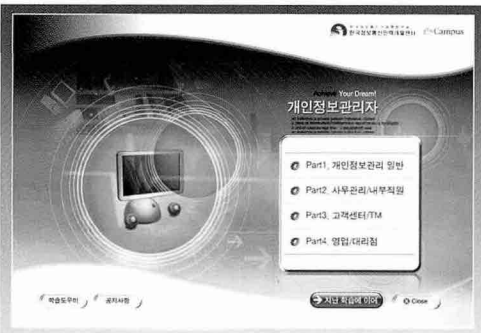 한국정보통신인력개발센터 e-Campus
Achieve Your Dream!
개인정보관리자
Part1. 개인정보관리 일반
Part2. 사무관리/내부직원
Part3. 고객센터/TM
Part4. 영업/대리점
학습도우미 공지사항 지난 학습에 이어 Close